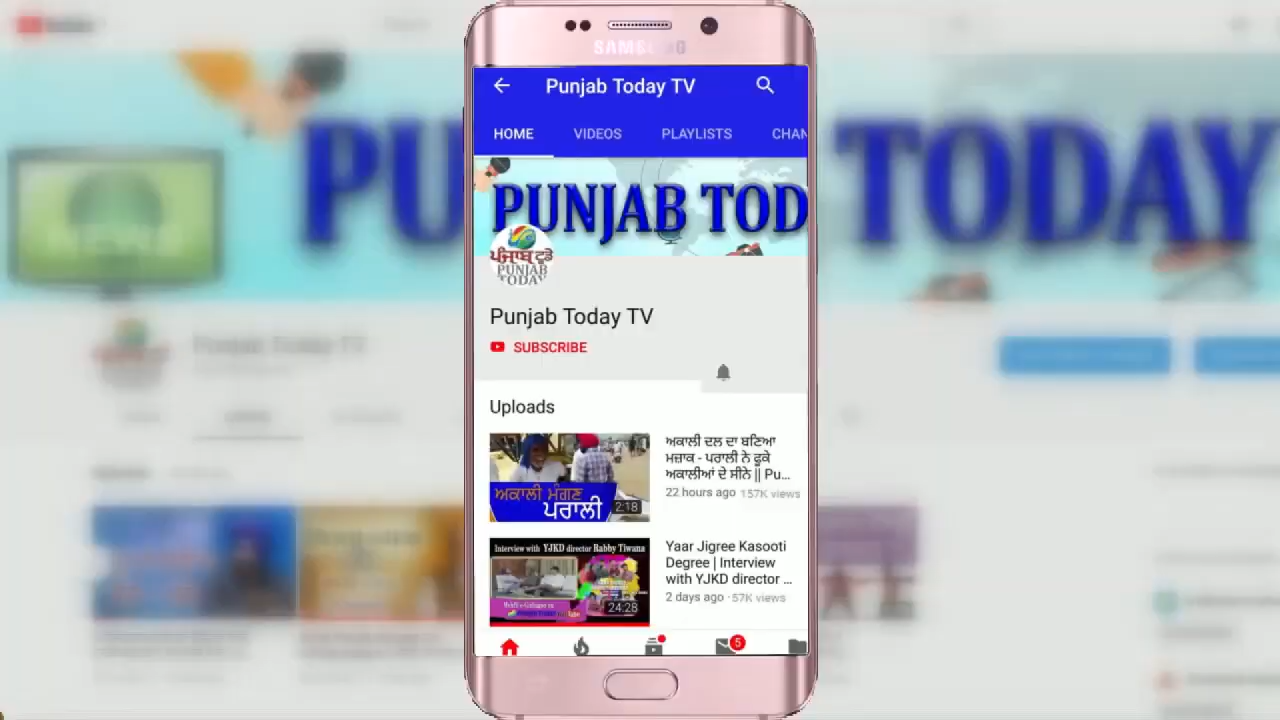 SAMSUNG
Punjab Today TV
HOME VIDEOS PLAYLISTS CHAN
PUNJAB TOD
PU
TODAY
ਪੰਜਾਬ ਟੂਡੇ
PUNJAB
TODAY
Punjab Today TV
SUBSCRIBE
Uploads
ਅਕਾਲੀ ਮੰਗਣ
ਪਰਾਲੀ
2:18
ਅਕਾਲੀ ਦਲ ਦਾ ਬਣਿਆ
ਮਜ਼ਾਕ - ਪਰਾਲੀ ਨੇ ਫੂਕੇ
ਅਕਾਲੀਆਂ ਦੇ ਸੀਨੇ || Pu...
22 hours ago 157K views
Interview with YJKD director Rabby Tiwana
24:28
Yaar Jigree Kasooti
Degree | Interview
with YJKD director ...
2 days ago · 57K views
5